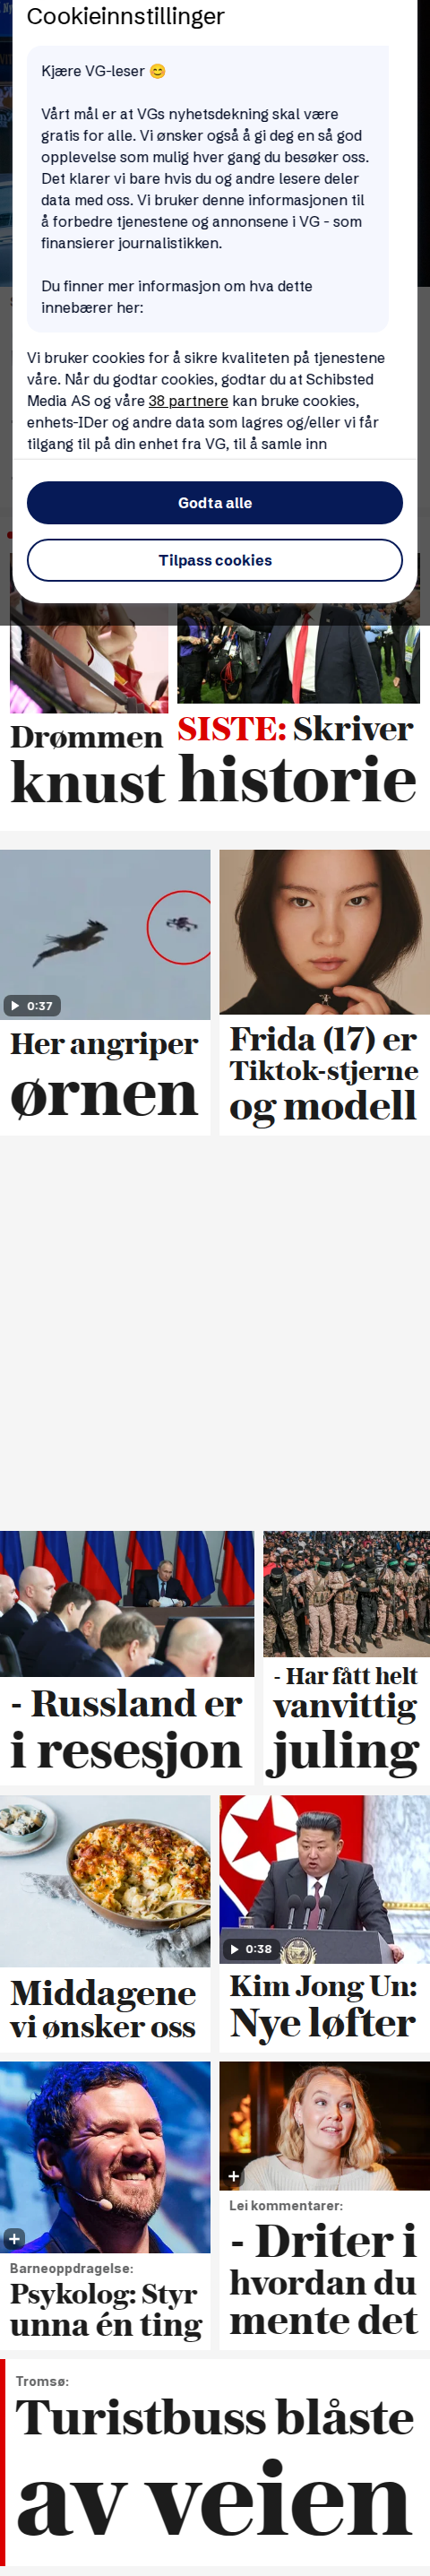 Cookieinnstillinger
Kjære VG-leser 😊
Vårt mål er at VGs nyhetsdekning skal være
gratis for alle. Vi ønsker også å gi deg en så god
opplevelse som mulig hver gang du besøker oss.
Det klarer vi bare hvis du og andre lesere deler
data med oss. Vi bruker denne informasjonen til
å forbedre tjenestene og annonsene i VG - som
finansierer journalistikken.
Du finner mer informasjon om hva dette
innebærer her:
Vi bruker cookies for å sikre kvaliteten på tjenestene
våre. Når du godtar cookies, godtar du at Schibsted
Media AS og våre 38 partnere kan bruke cookies,
enhets-IDer og andre data som lagres og/eller vi får
tilgang til på din enhet fra VG, til å samle inn
Godta alle
Tilpass cookies
Drømmen
knust
SISTE: Skriver
historie
0:37
Her angriper
ørnen
Frida (17) er
Tiktok-stjerne
og modell
- Russland er
i resesjon
- Har fått helt
vanvittig
juling
Middagene
vi ønsker oss
0:38
Kim Jong Un:
Nye løfter
Barneoppdragelse:
Psykolog: Styr
unna én ting
Lei kommentarer:
- Driter i
hvordan du
mente det
Tromsø:
Turistbuss blåste
av veien